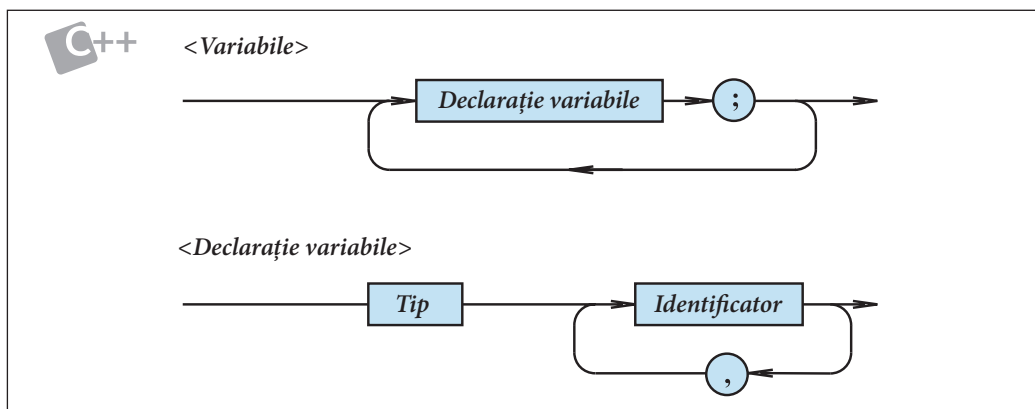 C++
<Variabile>
Declarație variabile ;
<Declarație variabile>
Tip Identificator
,